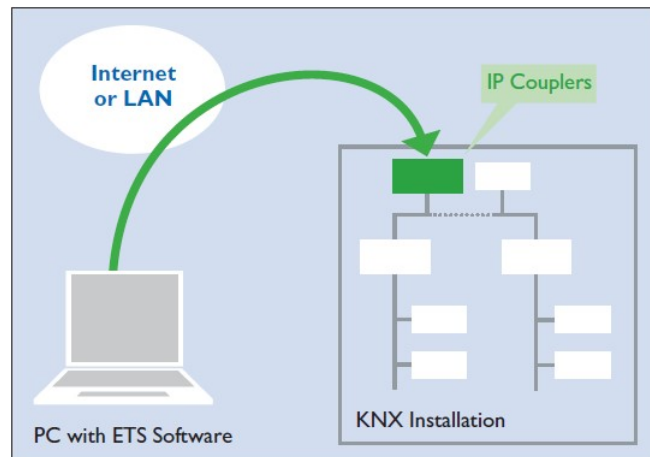 Internet
or LAN
IP Couplers
PC with ETS Software
KNX Installation